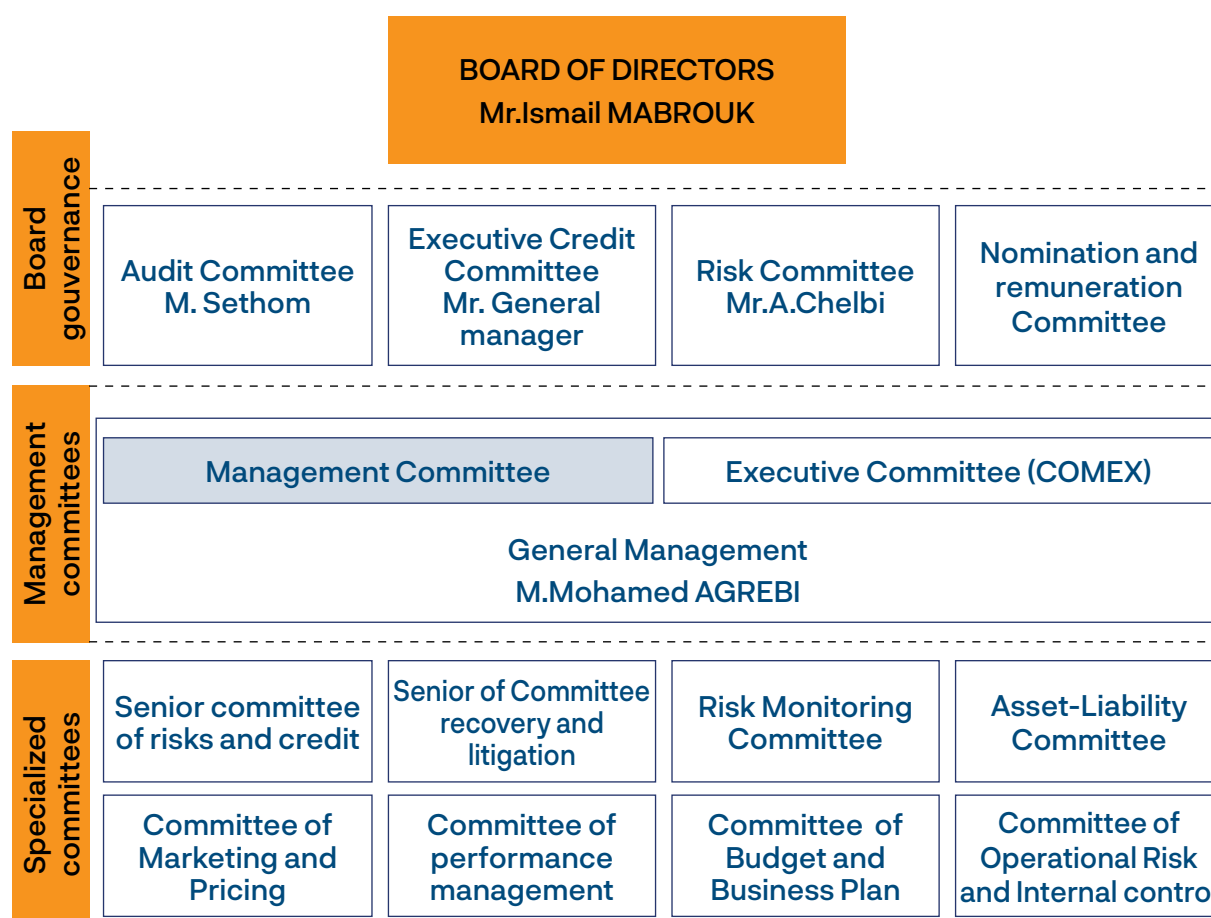 BOARD OF DIRECTORS
Mr.Ismail MABROUK
Board
gouvernance
Audit Committee
M. Sethom
Executive Credit
Committee
Mr. General
manager
Risk Committee
Mr.A.Chelbi
Nomination and
remuneration
Committee
Management
committees
Management Committee
Executive Committee (COMEX)
General Management
M.Mohamed AGREBI
Specialized
committees
Senior committee
of risks and credit
Senior of Committee
recovery and
litigation
Risk Monitoring
Committee
Asset-Liability
Committee
Committee of
Marketing and
Pricing
Committee of
performance
management
Committee of
Budget and
Business Plan
Committee of
Operational Risk
and Internal contro